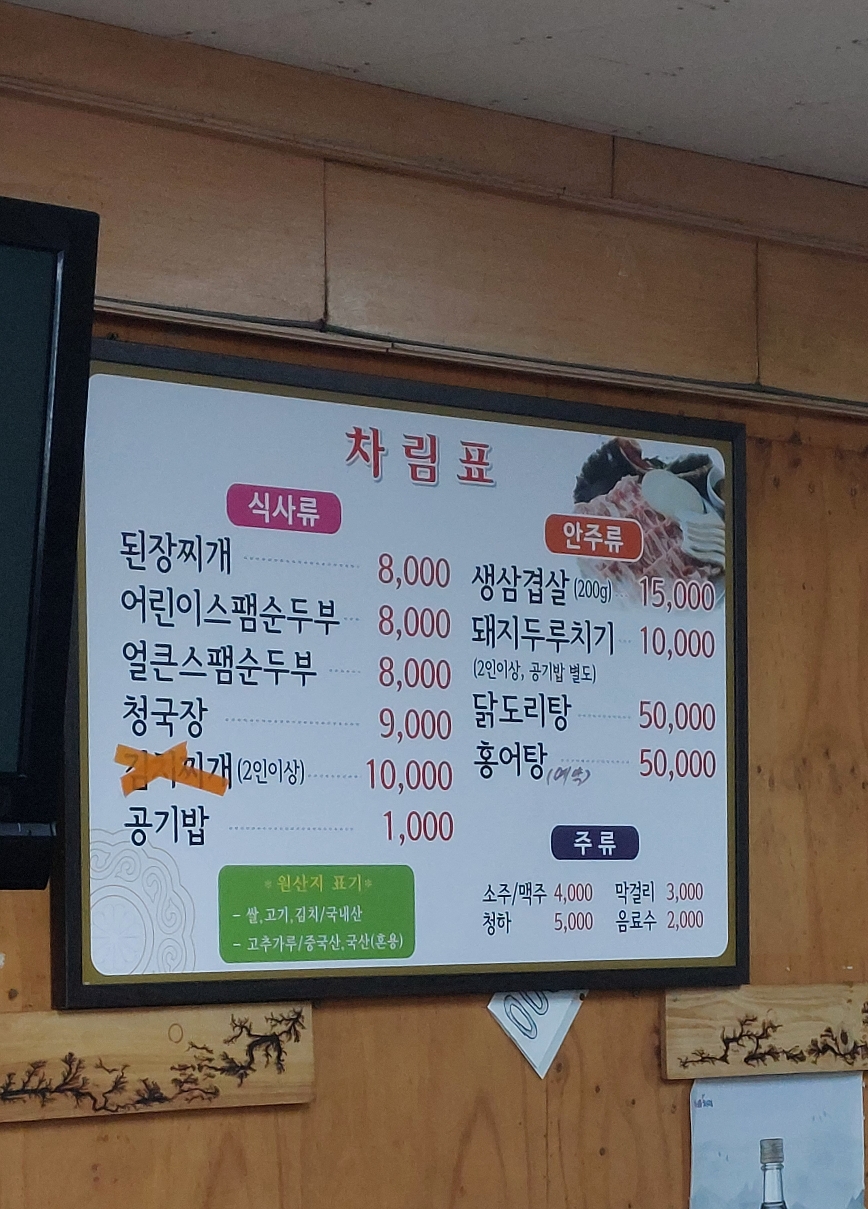 차림표
식사류
된장찌개 8,000
어린이스팸순두부 8,000
얼큰스팸순두부 8,000
청국장 9,000
김치찌개 (2인이상) 10,000
공기밥 1,000
*원산지 표기*
- 쌀,고기,김치/국내산
- 고추가루/중국산,국산(혼용)
안주류
생삼겹살 (200g) 15,000
돼지두루치기 10,000
(2인이상, 공기밥 별도)
닭도리탕 50,000
홍어탕 (예약) 50,000
주류
소주/맥주 4,000 막걸리 3,000
청하 5,000 음료수 2,000